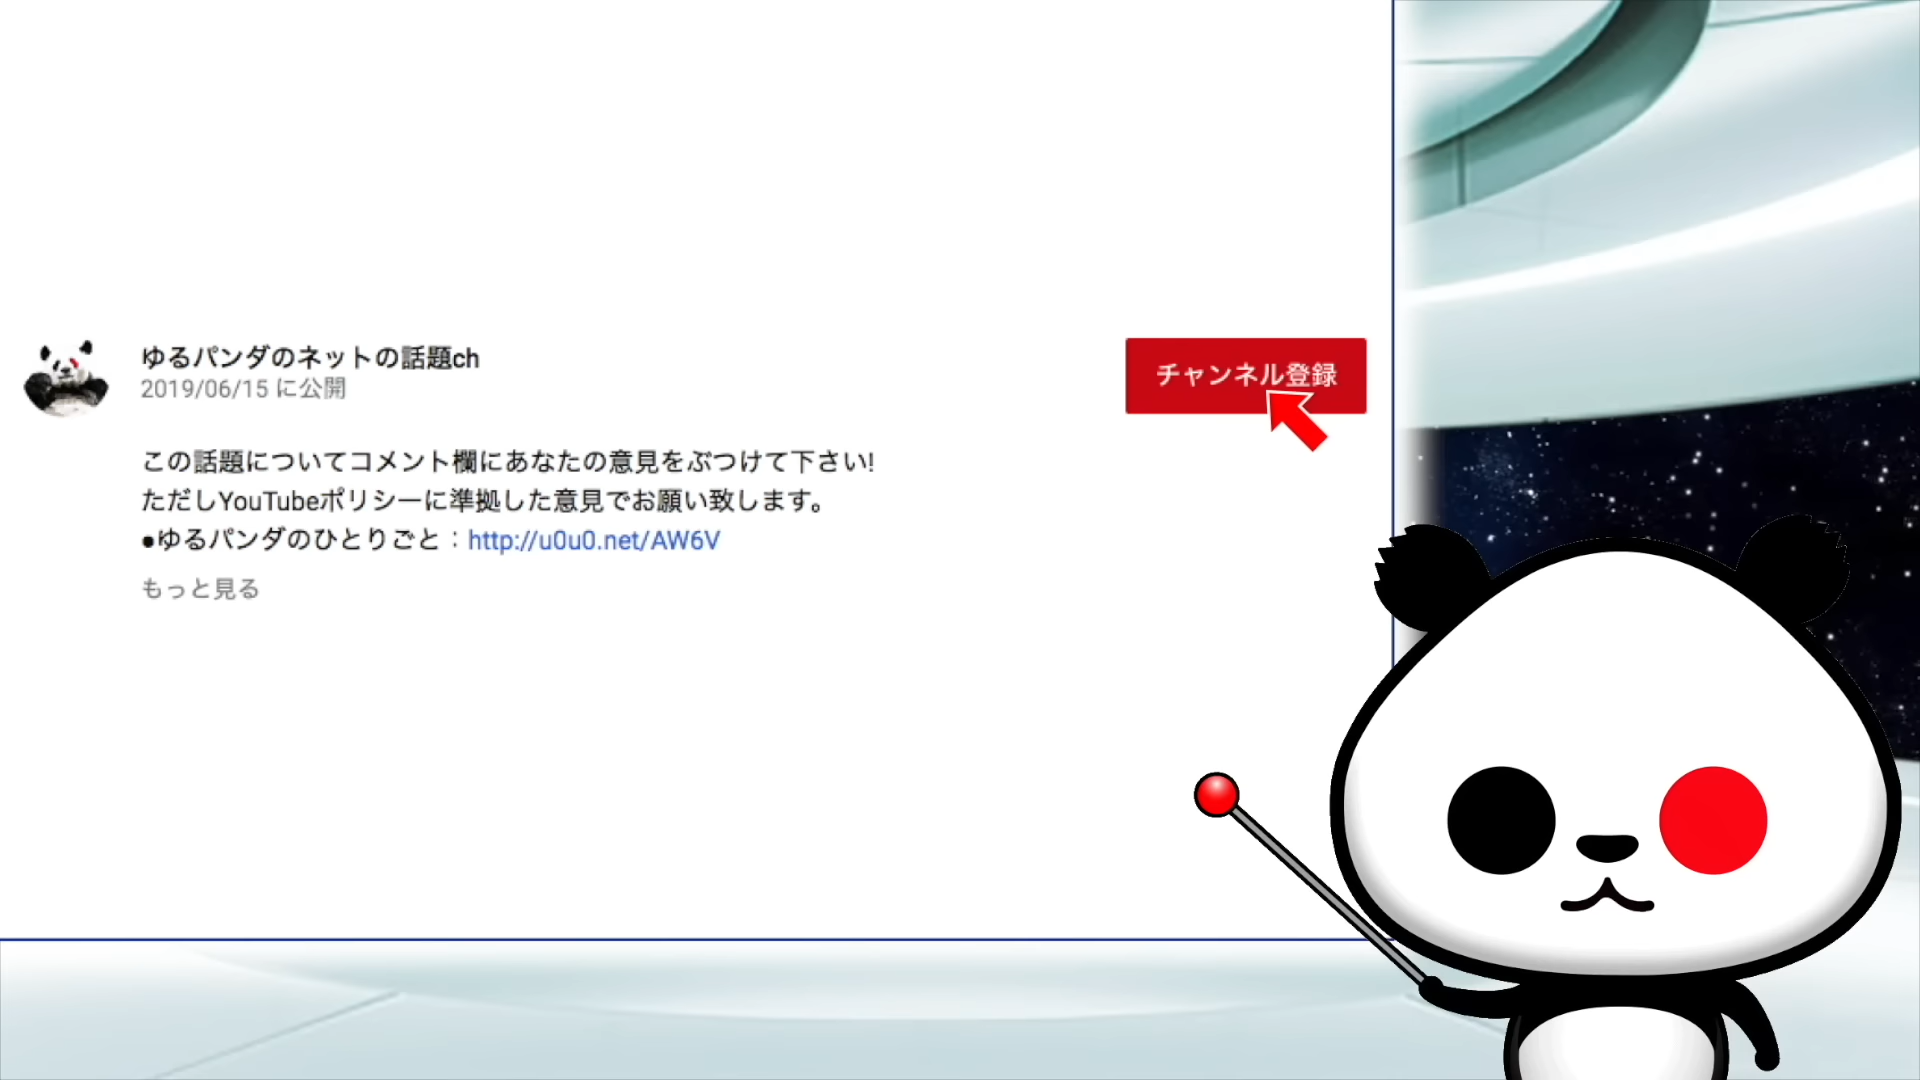 ゆるパンダのネットの話題ch
2019/06/15 に公開
チャンネル登録
この話題についてコメント欄にあなたの意見をぶつけて下さい!
ただしYouTubeポリシーに準拠した意見でお願い致します。
●ゆるパンダのひとりごと：http://u0u0.net/AW6V
もっと見る